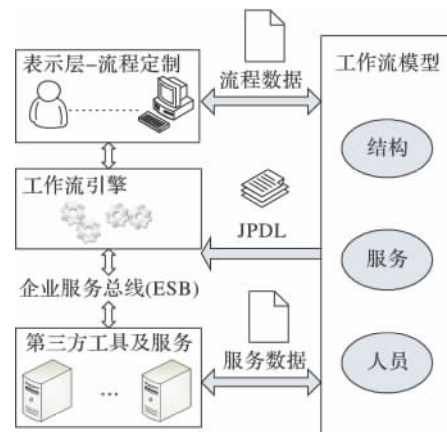 表示层-流程定制
流程数据
工作流模型
结构
工作流引擎
JPDL
服务
企业服务总线(ESB)
第三方工具及服务
服务数据
人员
...